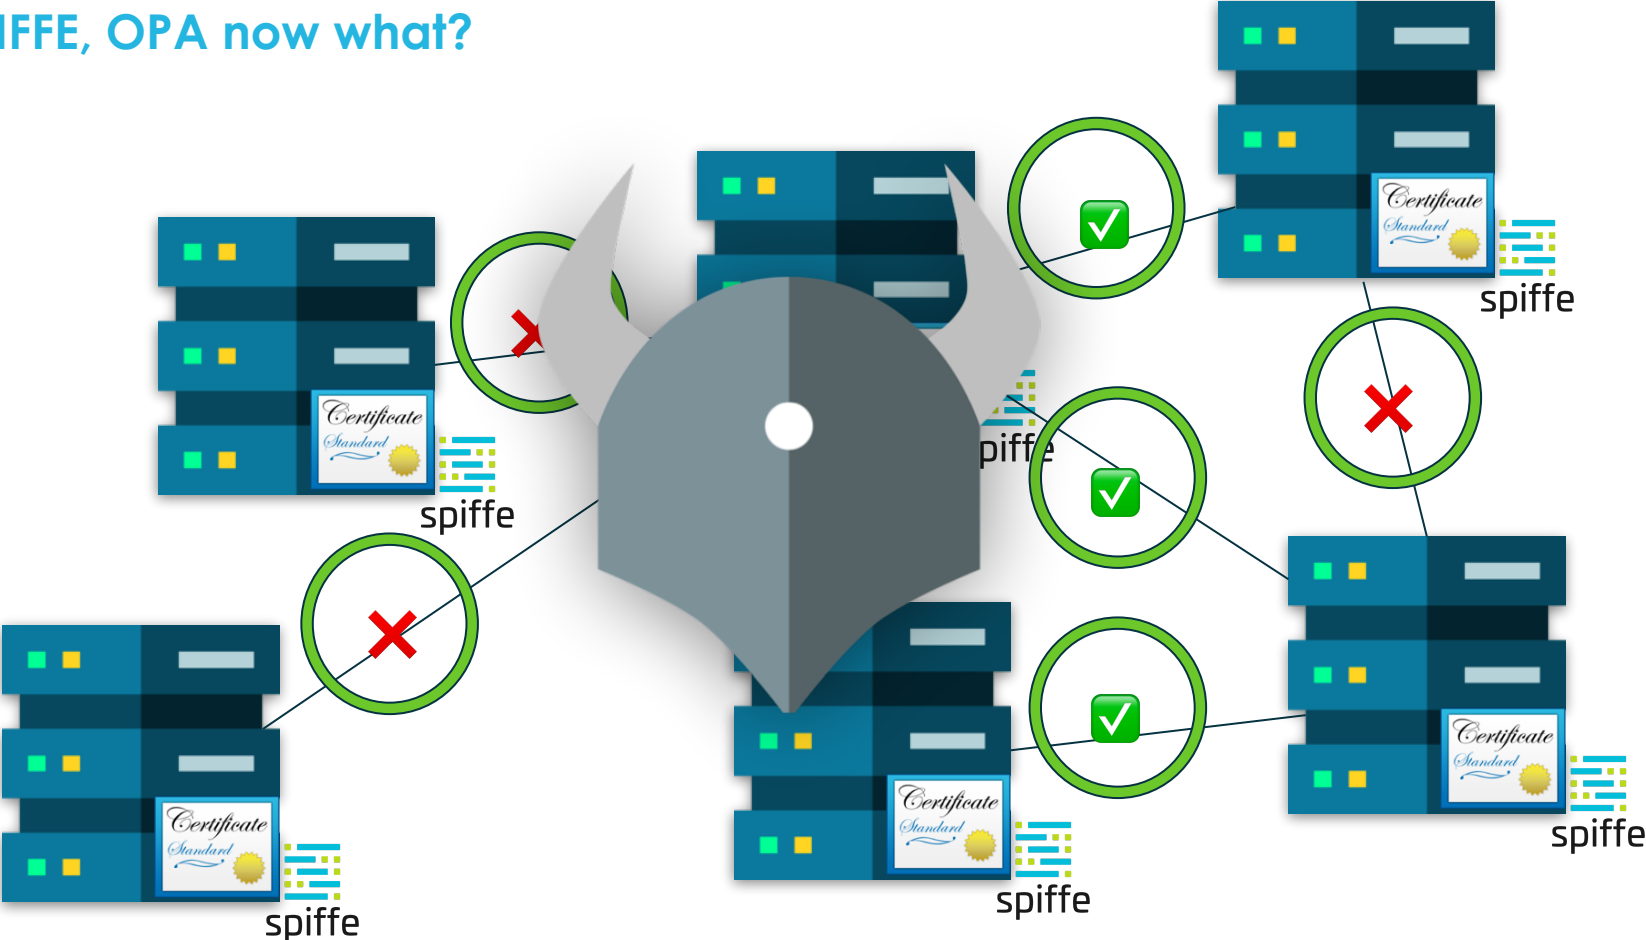 IFFE, OPA now what?
Certificate
Standard
spiffe
Certificate
Standard
spiffe
piffe
Certificate
Standard
spiffe
Certificate
Standard
spiffe
Certificate
Standard
spiffe